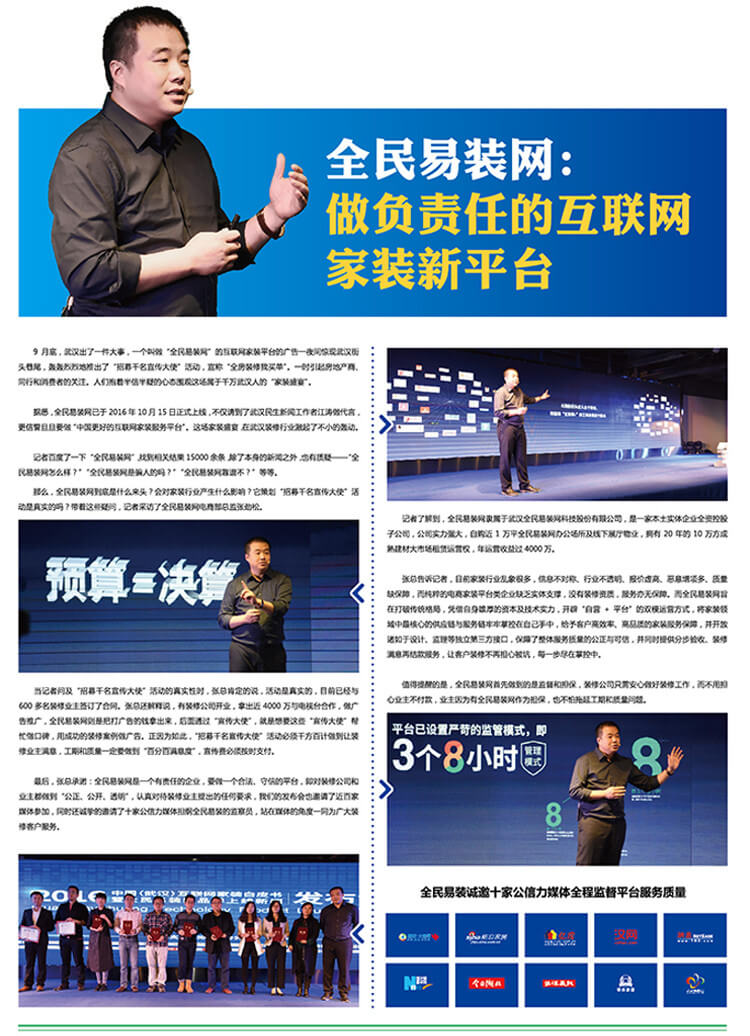 全民易装网：
做负责任的互联网
家装新平台
9 月底，武汉出了一件大事，一个叫做“全民易装网”的互联网家装平台的广告一夜间惊现武汉街
头巷尾，轰轰烈烈地推出了“招募千名宣传大使”活动，宣称“全房装修我买单”。一时引起房地产商、
同行和消费者的关注。人们抱着半信半疑的心态围观这场属于千万武汉人的“家装盛宴”。
据悉，全民易装网已于 2016 年 10 月 15 日正式上线，不仅请到了武汉民生新闻工作者江涛做代言，
更信誓旦旦要做“中国更好的互联网家装服务平台”。这场家装盛宴，在武汉装修行业激起了不小的轰动。
记者百度了一下“全民易装网”，找到相关结果 15000 余条，除了本身的新闻之外，也有质疑——“全
民易装网怎么样？”“全民易装网是骗人的吗？”“全民易装网靠谱不？”等等。
那么，全民易装网到底是什么来头？会对家装行业产生什么影响？它策划“招募千名宣传大使”活
动是真实的吗？带着这些疑问，记者采访了全民易装网电商部总监张劲松。
预算=决算
当记者问及“招募千名宣传大使”活动的真实性时，张总肯定的说，活动是真实的，目前已经与
600 多名装修业主签订了合同。张总还解释说，有装修公司开业，拿出近 4000 万与电视台合作，做广
告推广，全民易装网则是把打广告的钱拿出来，后面通过“宣传大使”，就是想要这些“宣传大使”帮
忙做口碑，用成功的装修案例做广告。正因为如此，“招募千名宣传大使”活动必须千方百计做到让装
修业主满意，工期和质量一定要做到“百分百满意度”，宣传费必须按时支付。
最后，张总承诺：全民易装网是一个有责任的企业，要做一个合法、守信的平台，即对装修公司和
业主都做到“公正、公开、透明”，认真对待装修业主提出的任何要求，我们的发布会也邀请了近百家
媒体参加，同时还诚挚的邀请了十家公信力媒体担纲全民易装的监察员，站在媒体的角度一同为广大装
修客户服务。
2016中国（武汉）互联网家装白皮书
发布
记者了解到，全民易装网隶属于武汉全民易装网科技股份有限公司，是一家本土实体企业全资控股
子公司，公司实力强大，自购近 1 万平全民易装网办公场所及线下展厅物业，拥有 20 年的 10 万方成
熟建材大市场租赁运营权，年运营收益过 4000 万。
张总告诉记者，目前家装行业乱象很多，信息不对称、行业不透明、报价虚高、恶意增项多、质量
缺保障，而纯粹的电商家装平台类企业缺乏实体支撑，没有装修资质，服务亦无保障。而全民易装网旨
在打破传统格局，凭借自身雄厚的资本及技术实力，开辟“自营 + 平台”的双模运营方式，将家装领
域中最核心的供应链与服务链牢牢掌控在自己手中，给予客户高效率、高品质的家装服务保障，并开放
诸如于设计、监理等独立第三方接口，保障了整体服务质量的公正与可信，并同时提供分步验收、装修
满意再结款服务，让客户装修不再担心被坑，每一步尽在掌控中。
值得提醒的是，全民易装网首先做到的是监督和担保，装修公司只需安心做好装修工作，而不用担
心业主不付款，业主因为有全民易装网作为担保，也不怕拖延工期和质量问题。
平台已设置严苛的监管模式，即
3个8小时
管理
模式
8
8
8
全民易装诚邀十家公信力媒体全程监督平台服务质量
汉网
今日湖北